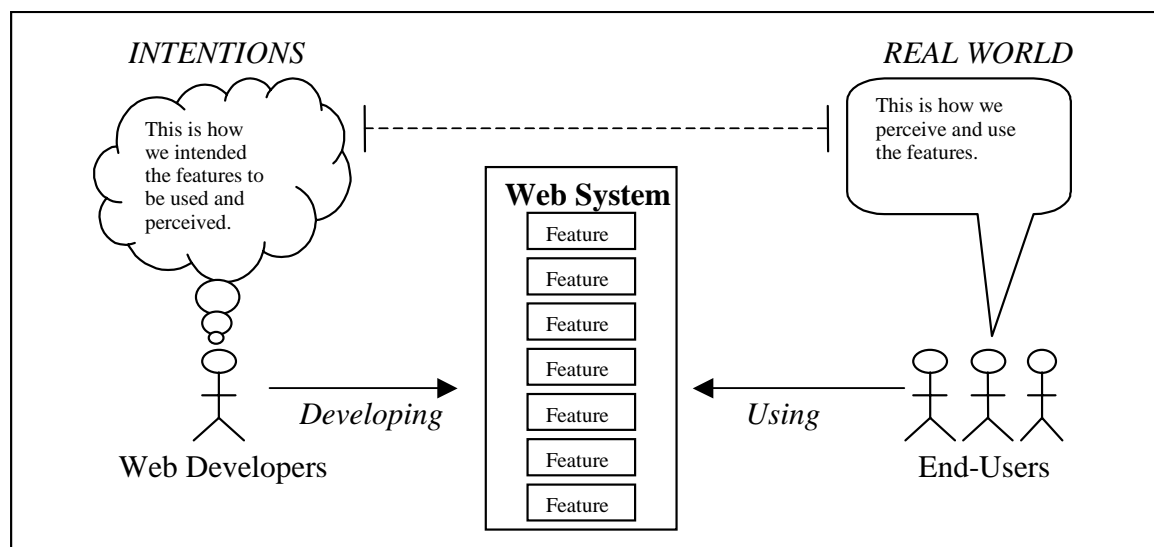 INTENTIONS
This is how
we intended
the features to
be used and
perceived.
REAL WORLD
This is how we
perceive and use
the features.
Web System
Feature
Feature
Feature
Feature
Feature
Feature
Feature
Developing
Using
Web Developers
End-Users